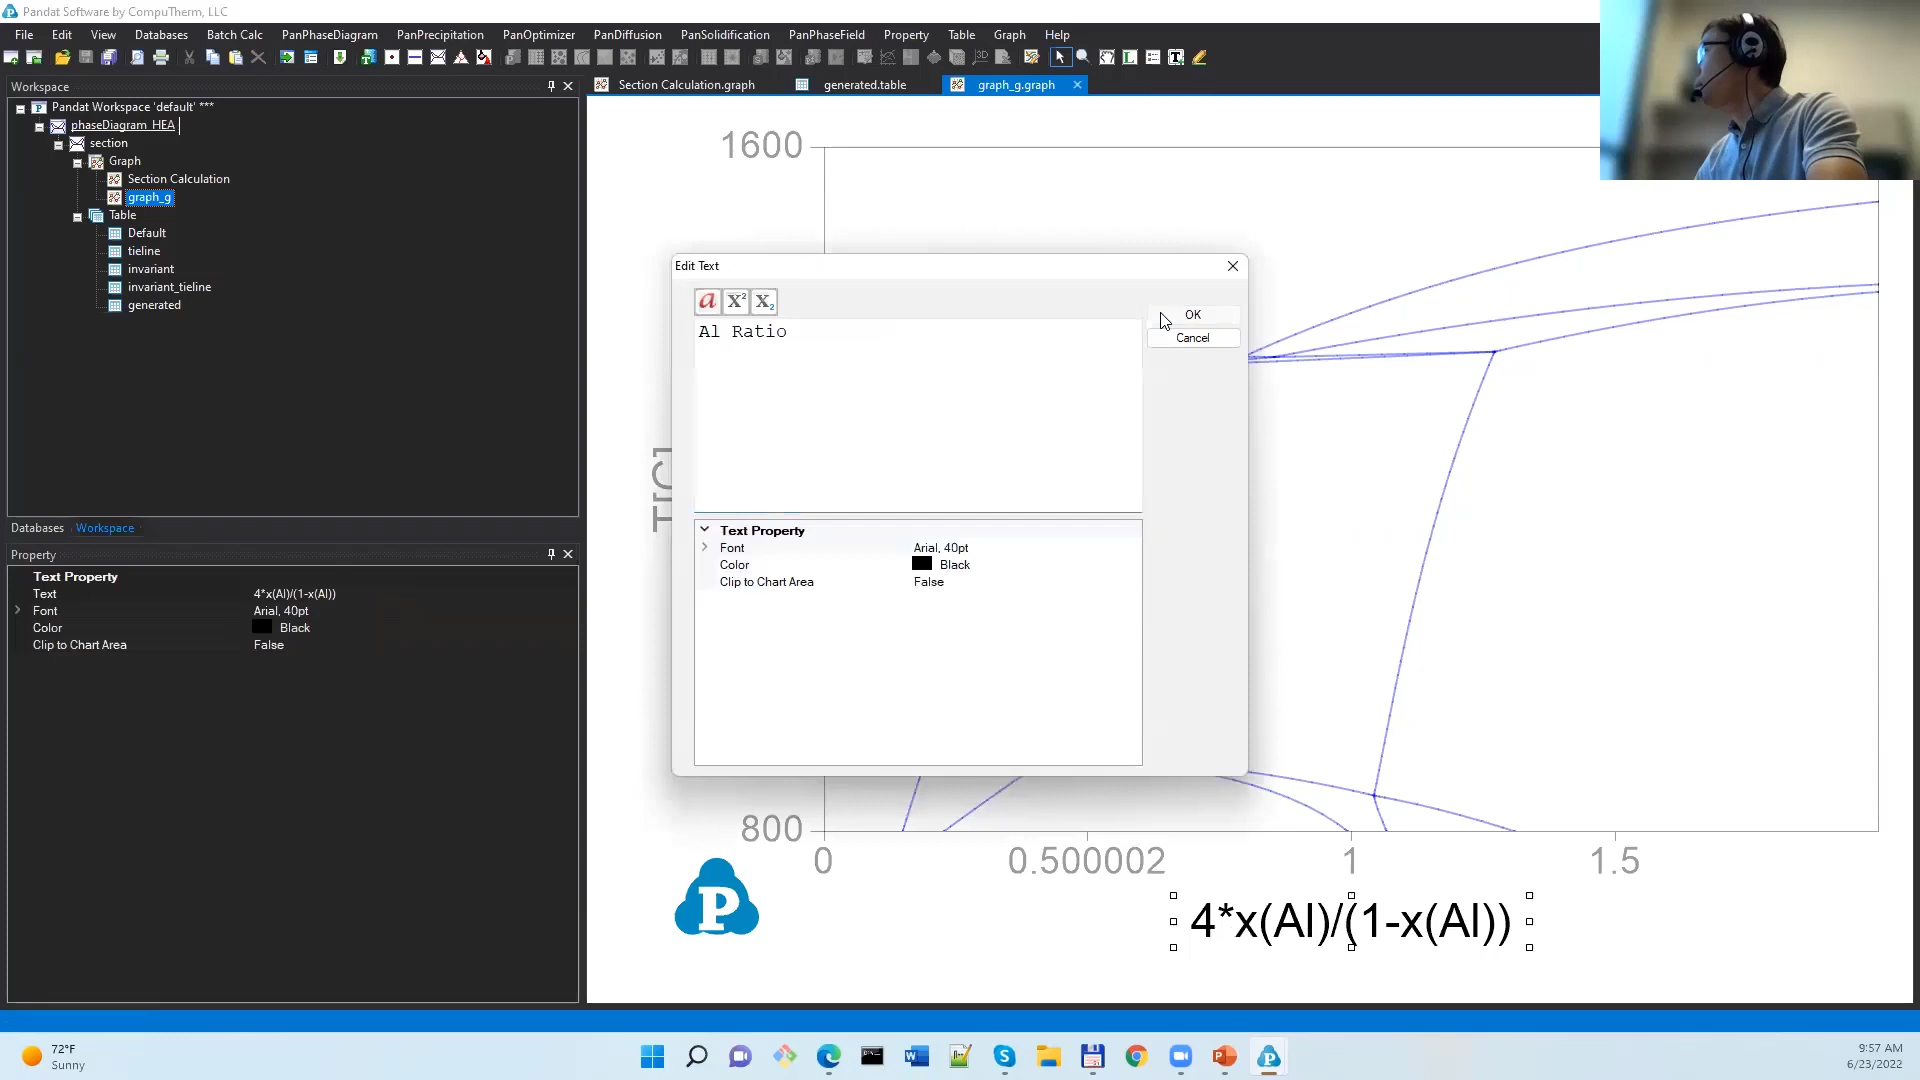 Pandat Software by CompuTherm, LLC
File Edit View Databases Batch Calc PanPhaseDiagram PanPrecipitation PanOptimizer PanDiffusion PanSolidification PanPhaseField Property Table Graph Help
Workspace
Section Calculation.graph generated.table graph_g.graph
Pandat Workspace 'default' ***
phaseDiagram_HEA
section
Graph
Section Calculation
graph_g
Table
Default
tieline
invariant
invariant_tieline
generated
Databases Workspace
Property
Text Property
Text 4*x(Al)/(1-x(Al))
Font Arial, 40pt
Color Black
Clip to Chart Area False
1600
Edit Text
a X² X₂
OK
Al Ratio
Cancel
T[C]
Text Property
Font Arial, 40pt
Color Black
Clip to Chart Area False
800
0 0.500002 1 1.5
P
4*x(Al)/(1-x(Al))
72°F
Sunny
9:57 AM
6/23/2022